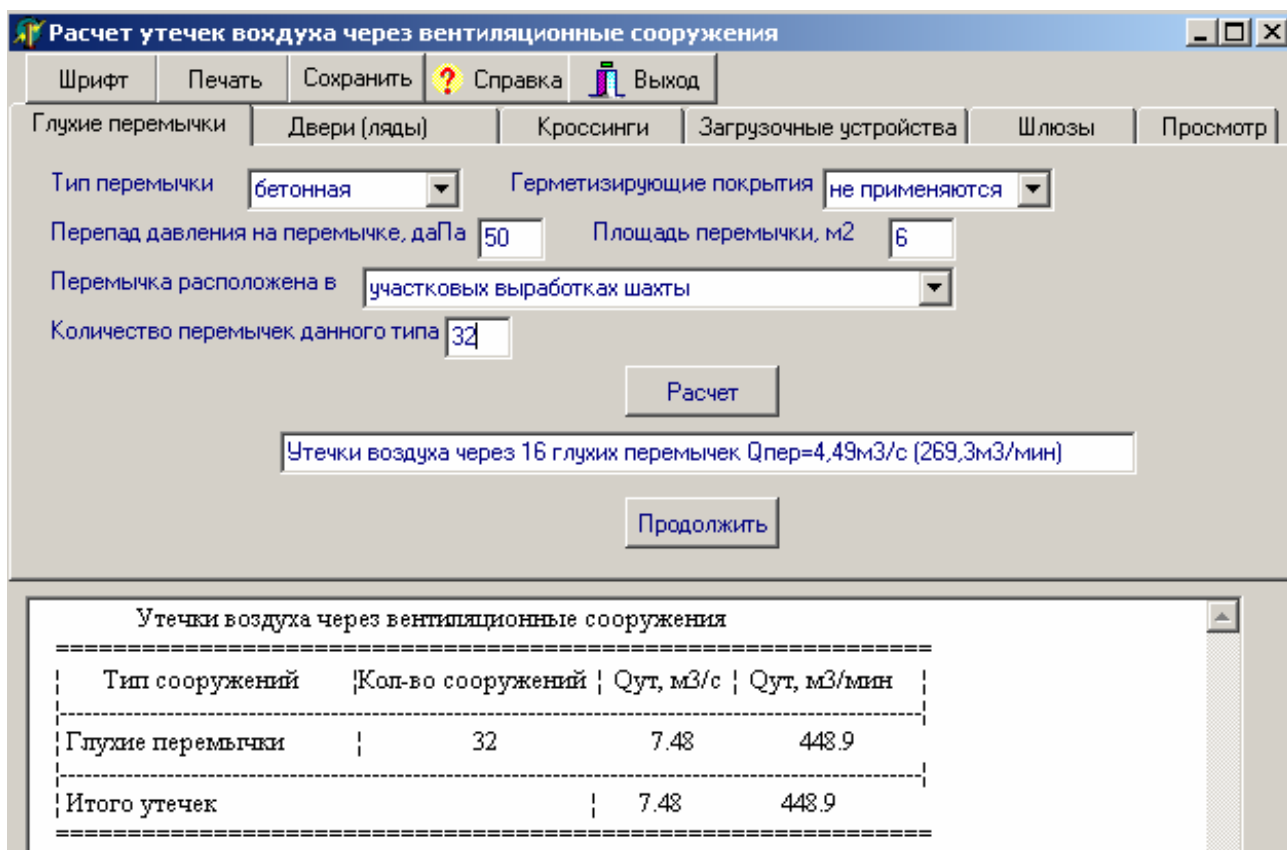 Расчет утечек вохдуха через вентиляционные сооружения
Шрифт Печать Сохранить ? Справка Выход
Глухие перемычки Двери (ляды) Кроссинги Загрузочные устройства Шлюзы Просмотр
Тип перемычки бетонная Герметизирующие покрытия не применяются
Перепад давления на перемычке, даПа 50 Площадь перемычки, м2 6
Перемычка расположена в участковых выработках шахты
Количество перемычек данного типа 32
Расчет
Утечки воздуха через 16 глухих перемычек Qпер=4,49м3/с (269,3м3/мин)
Продолжить
Утечки воздуха через вентиляционные сооружения
Тип сооружений ¦Кол-во сооружений ¦ Qут, м3/с ¦ Qут, м3/мин ¦
¦Глухие перемычки ¦ 32 7.48 448.9
¦Итого утечек ¦ 7.48 448.9